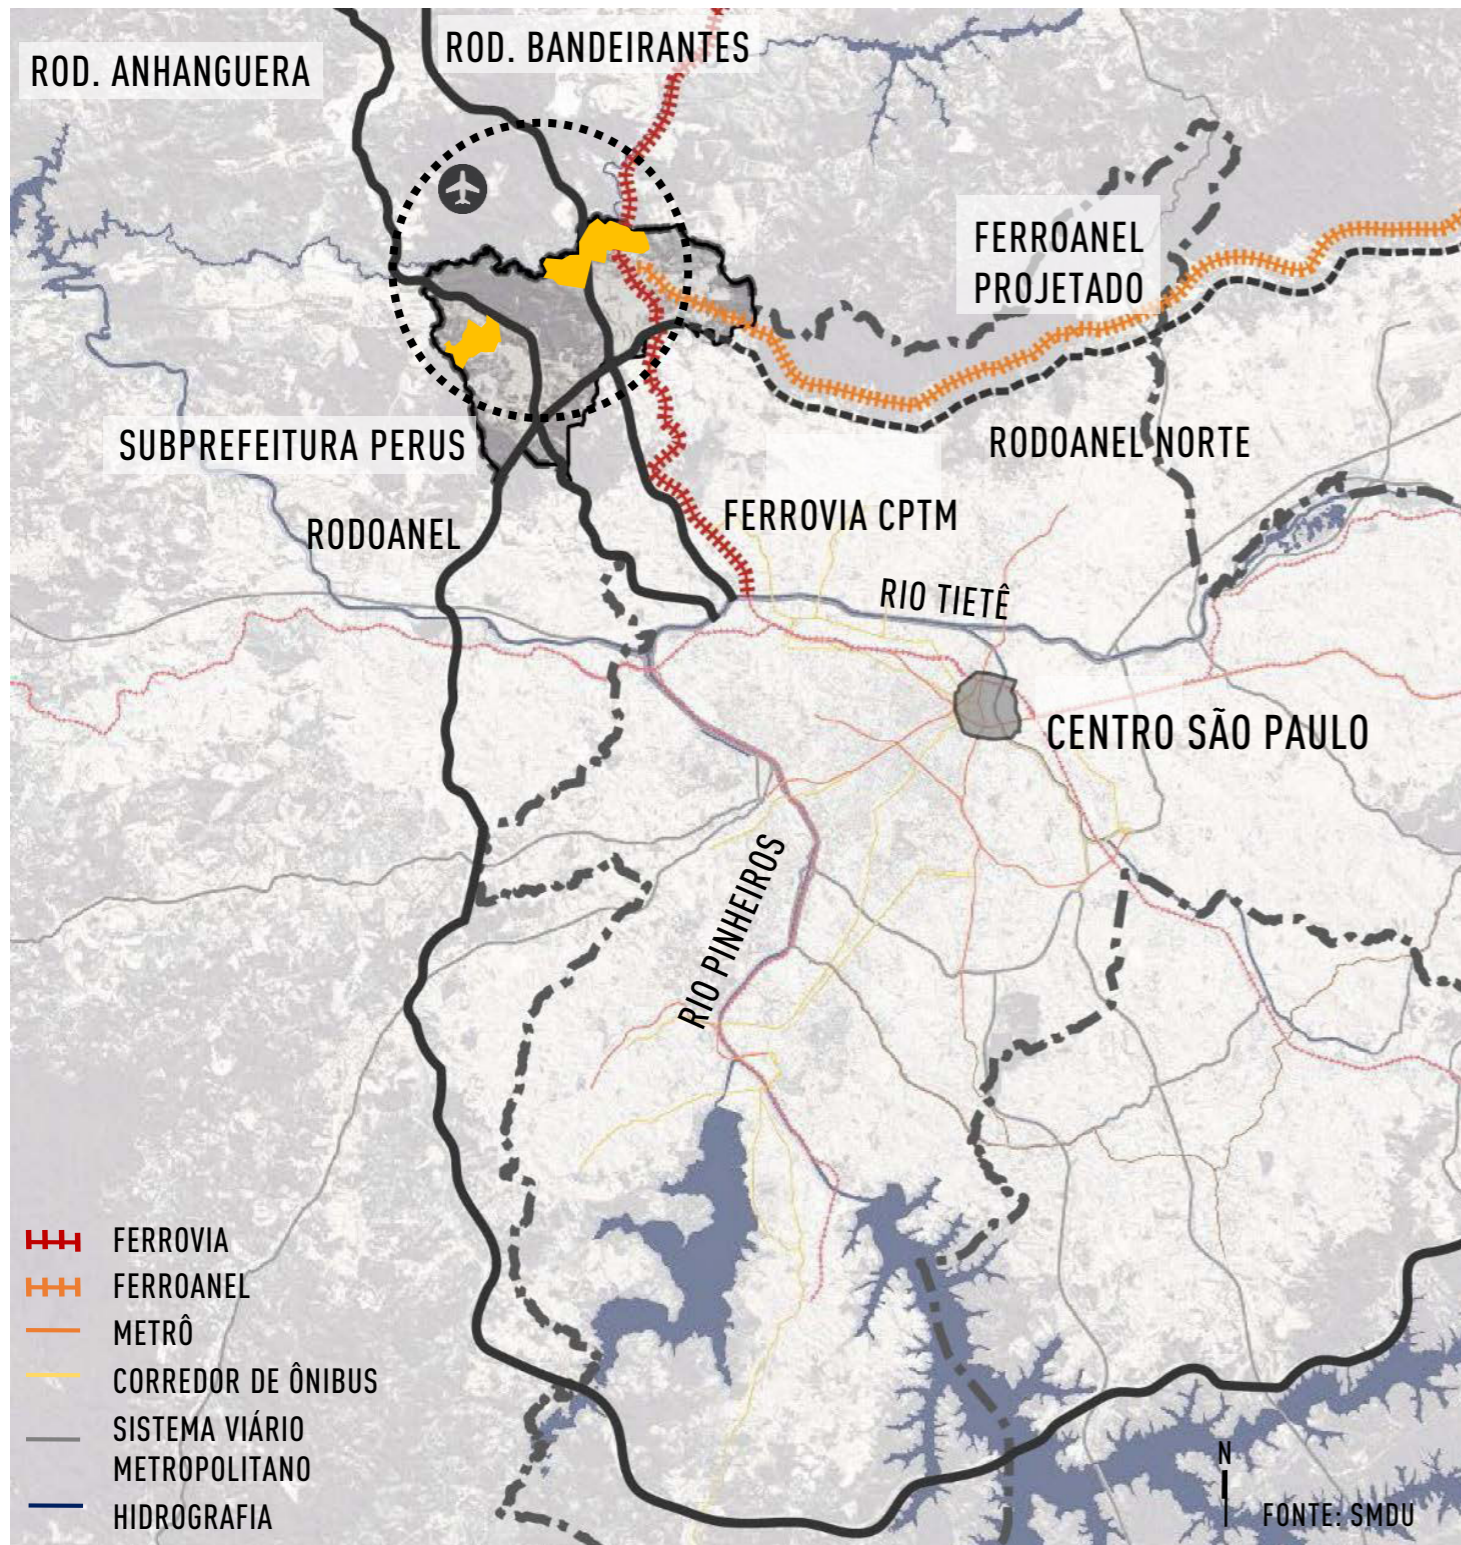 ROD. BANDEIRANTES
ROD. ANHANGUERA
FERROANEL
PROJETADO
SUBPREFEITURA PERUS
RODOANEL NORTE
FERROVIA CPTM
RODOANEL
RIO TIETÊ
CENTRO SÃO PAULO
RIO PINHEIROS
FERROVIA
FERROANEL
METRÔ
CORREDOR DE ÔNIBUS
SISTEMA VIÁRIO
METROPOLITANO
HIDROGRAFIA
N
FONTE: SMDU